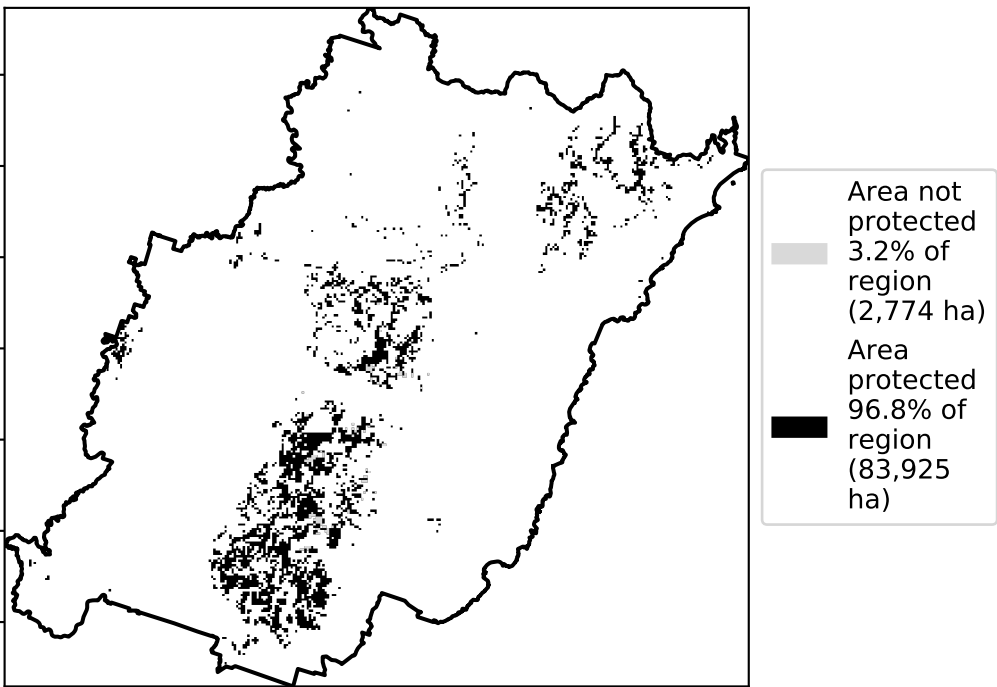 Area not
protected
3.2% of
region
(2,774 ha)
Area
protected
96.8% of
region
(83,925
ha)